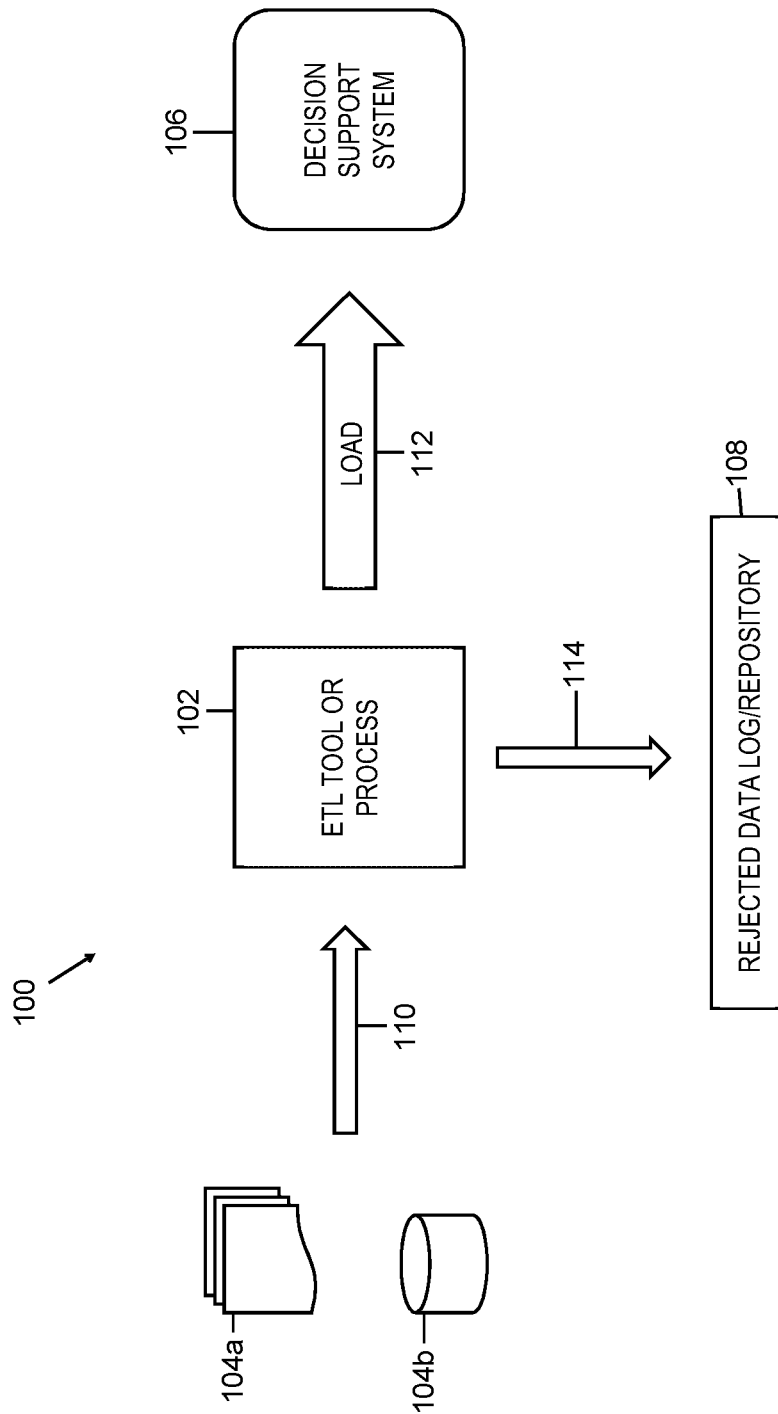 100
104a
104b
110
102
ETL TOOL OR
PROCESS
114
LOAD
112
106
DECISION
SUPPORT
SYSTEM
REJECTED DATA LOG/REPOSITORY
108